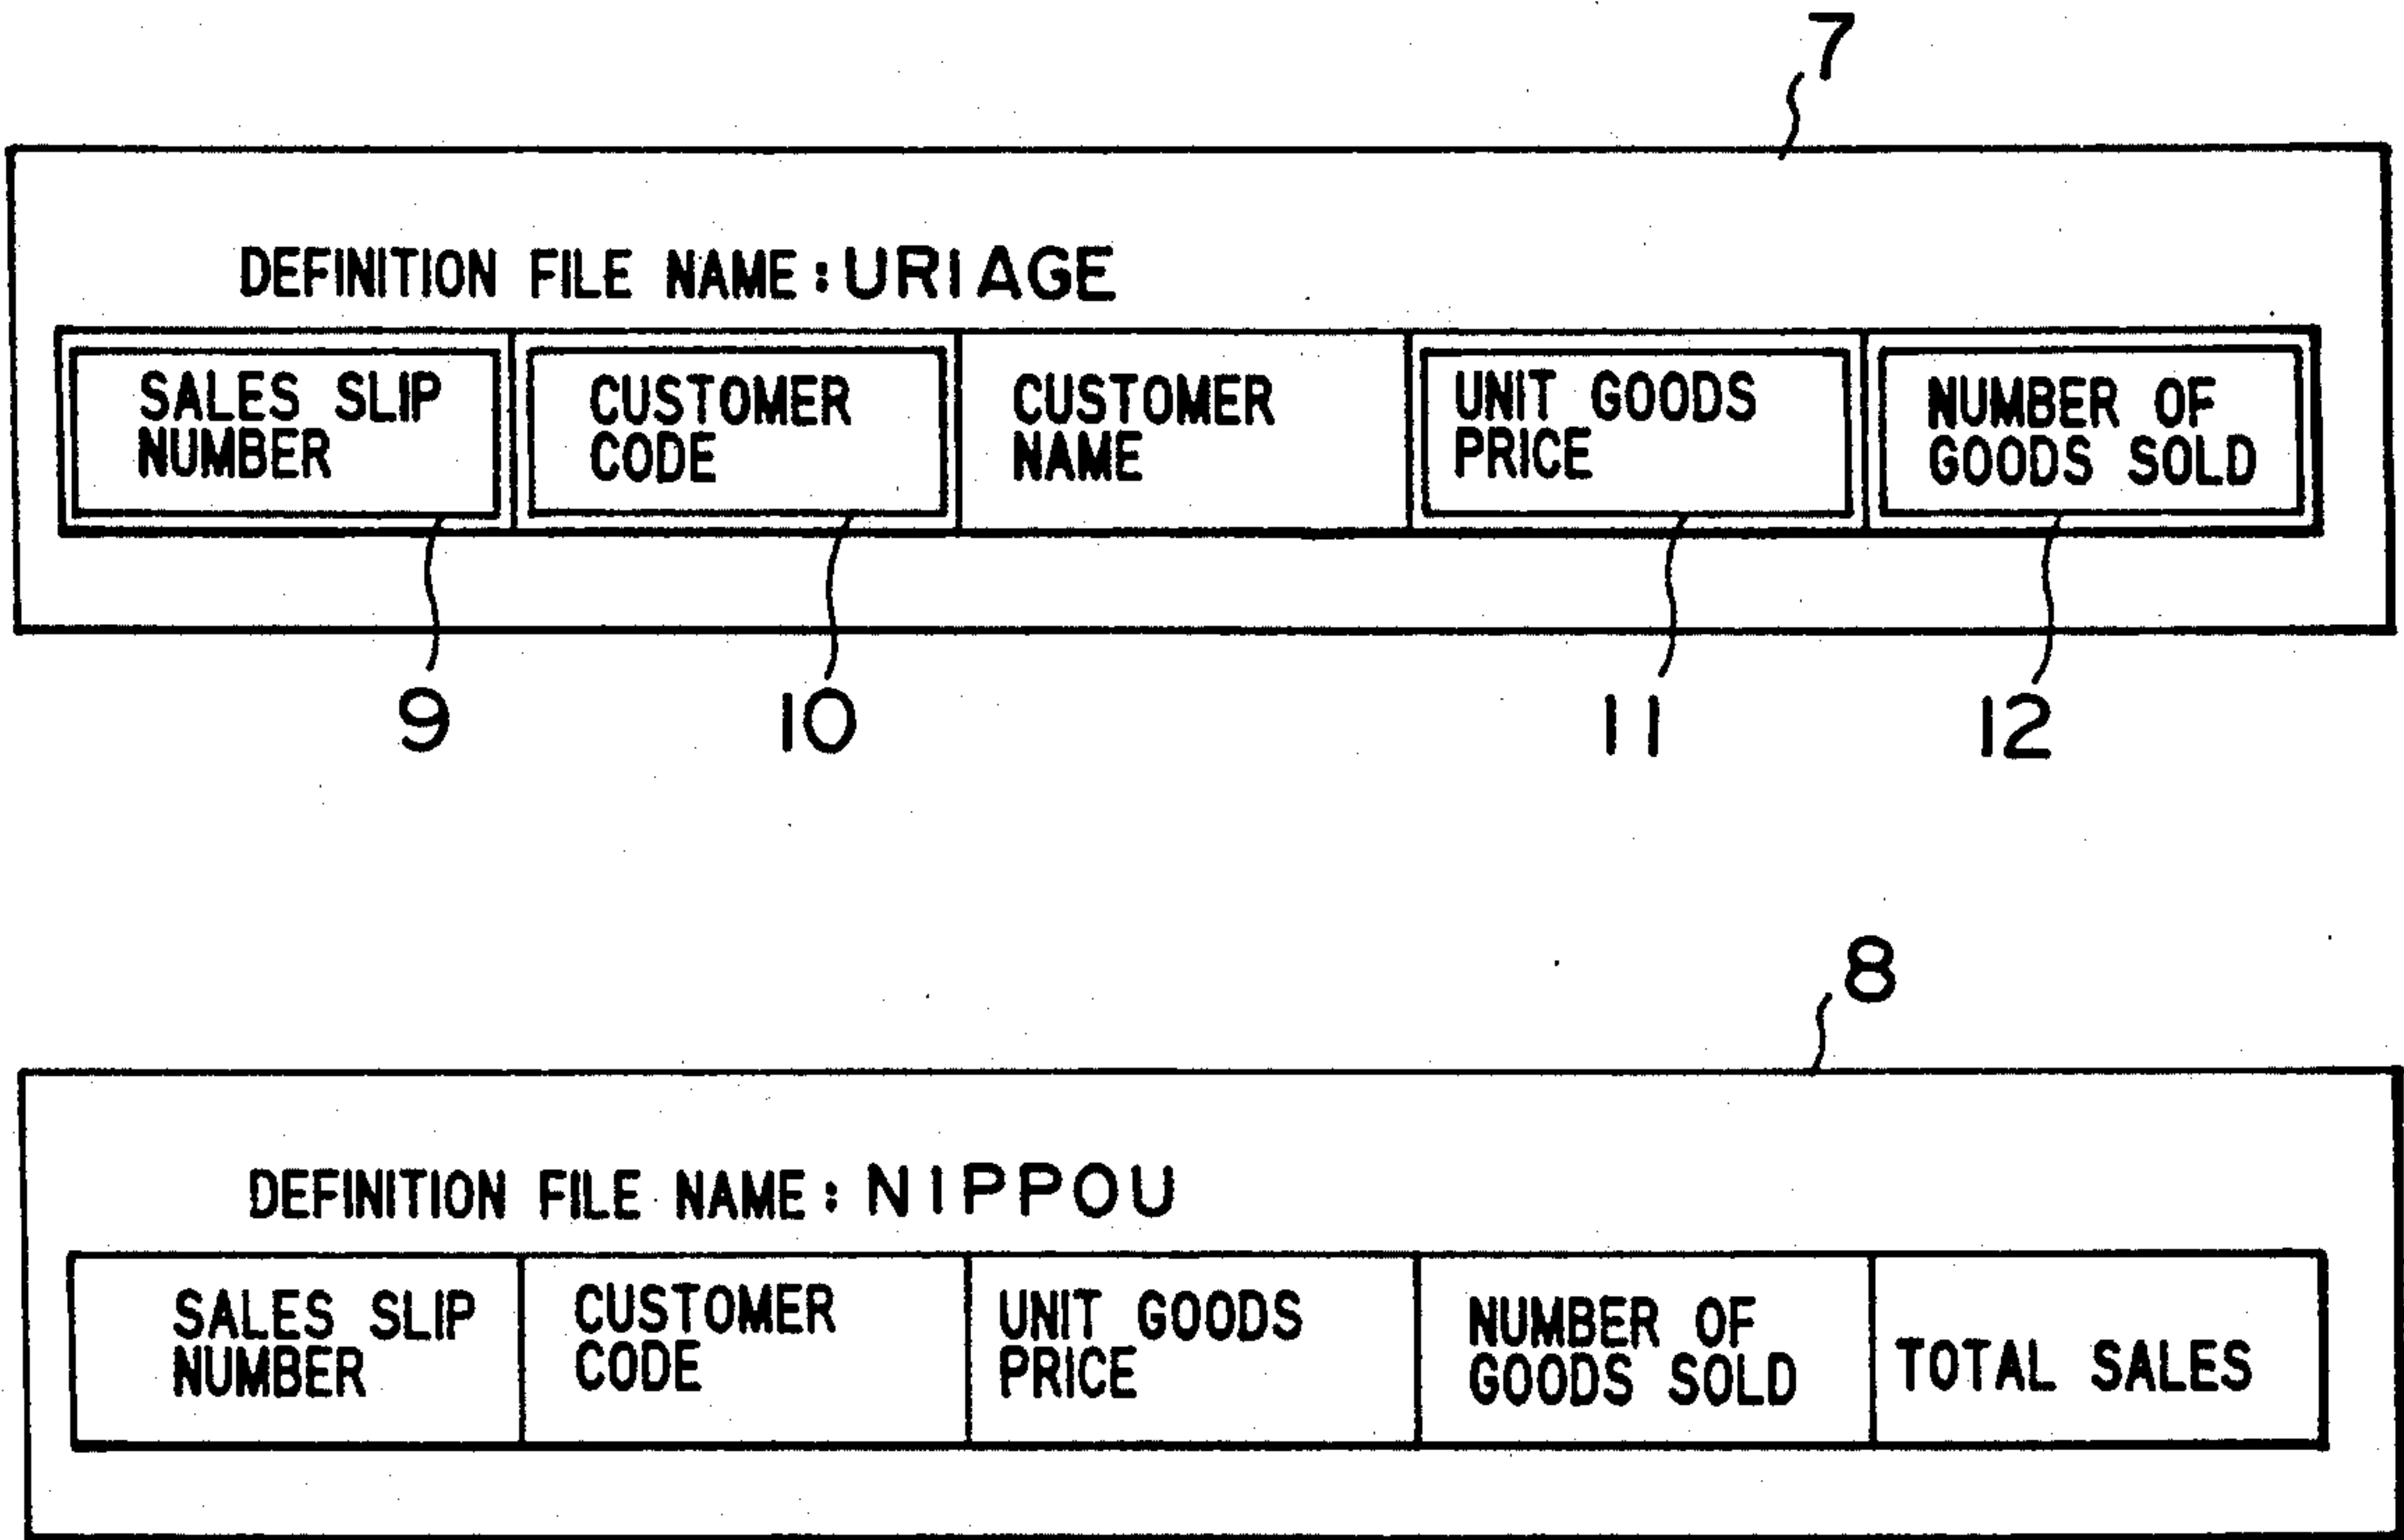 7
DEFINITION FILE NAME : URIAGE
SALES SLIP
NUMBER
CUSTOMER
CODE
CUSTOMER
NAME
UNIT GOODS
PRICE
NUMBER OF
GOODS SOLD
9
10
11
12
8
DEFINITION FILE NAME : NIPPOU
SALES SLIP
NUMBER
CUSTOMER
CODE
UNIT GOODS
PRICE
NUMBER OF
GOODS SOLD
TOTAL SALES